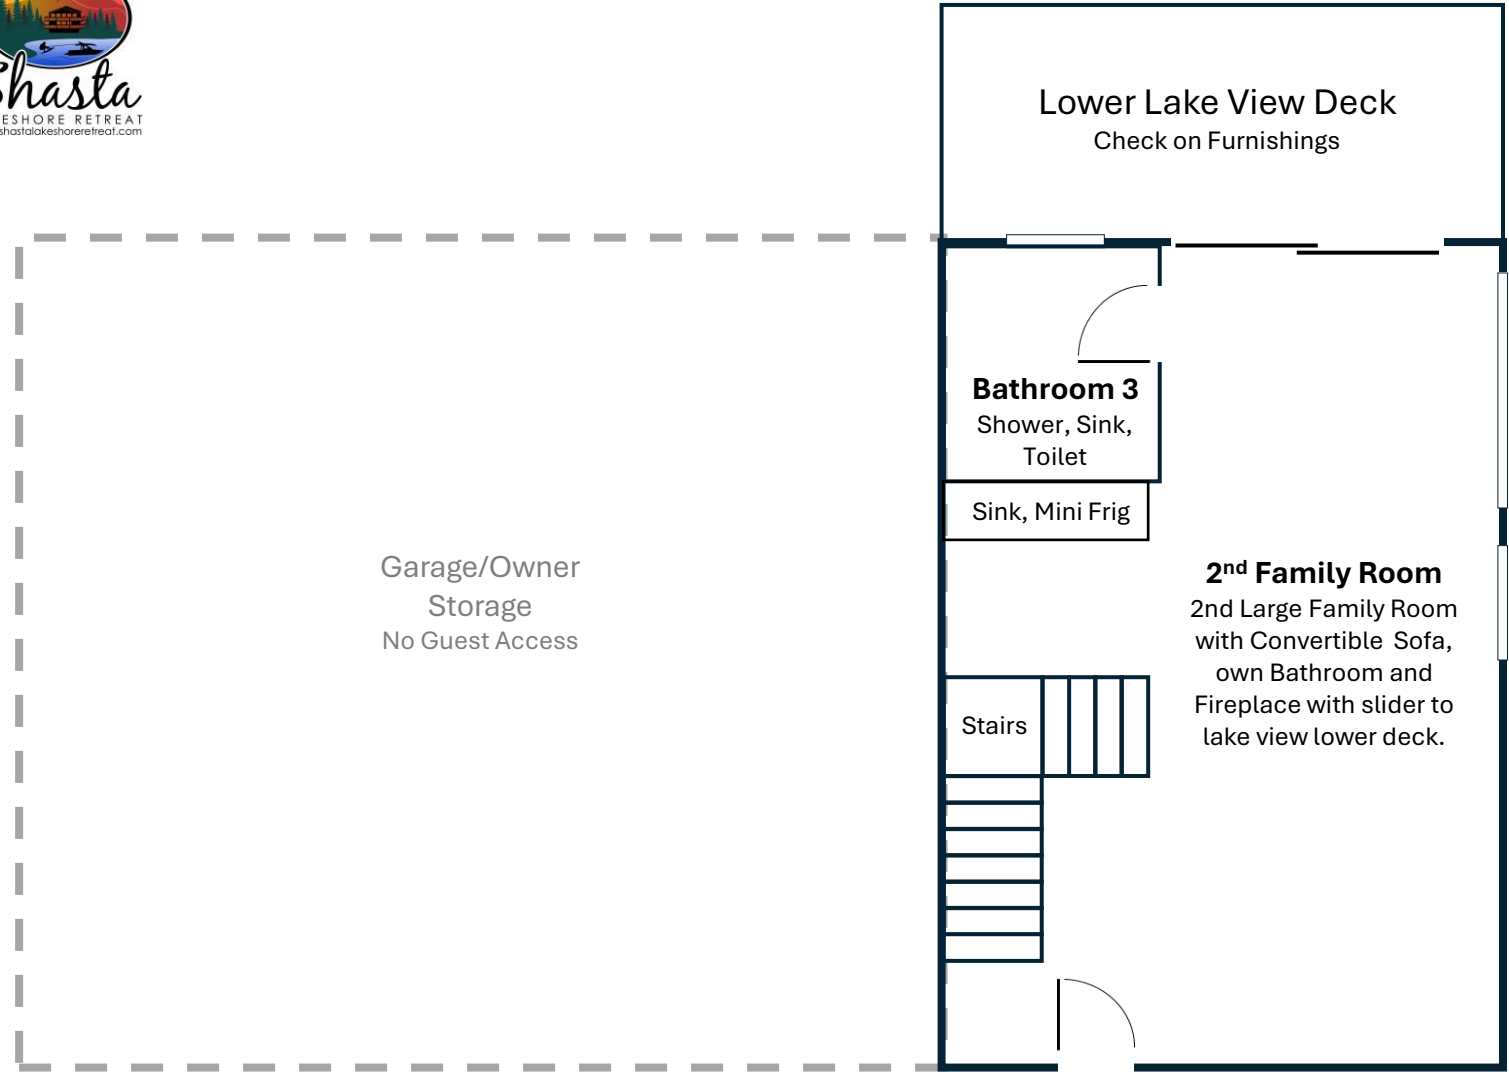 Shasta
ESHORE RETREAT
shastalakeshoreretreat.com
Lower Lake View Deck
Check on Furnishings
Bathroom 3
Shower, Sink,
Toilet
Sink, Mini Frig
Garage/Owner
Storage
No Guest Access
2nd Family Room
2nd Large Family Room
with Convertible Sofa,
own Bathroom and
Fireplace with slider to
lake view lower deck.
Stairs